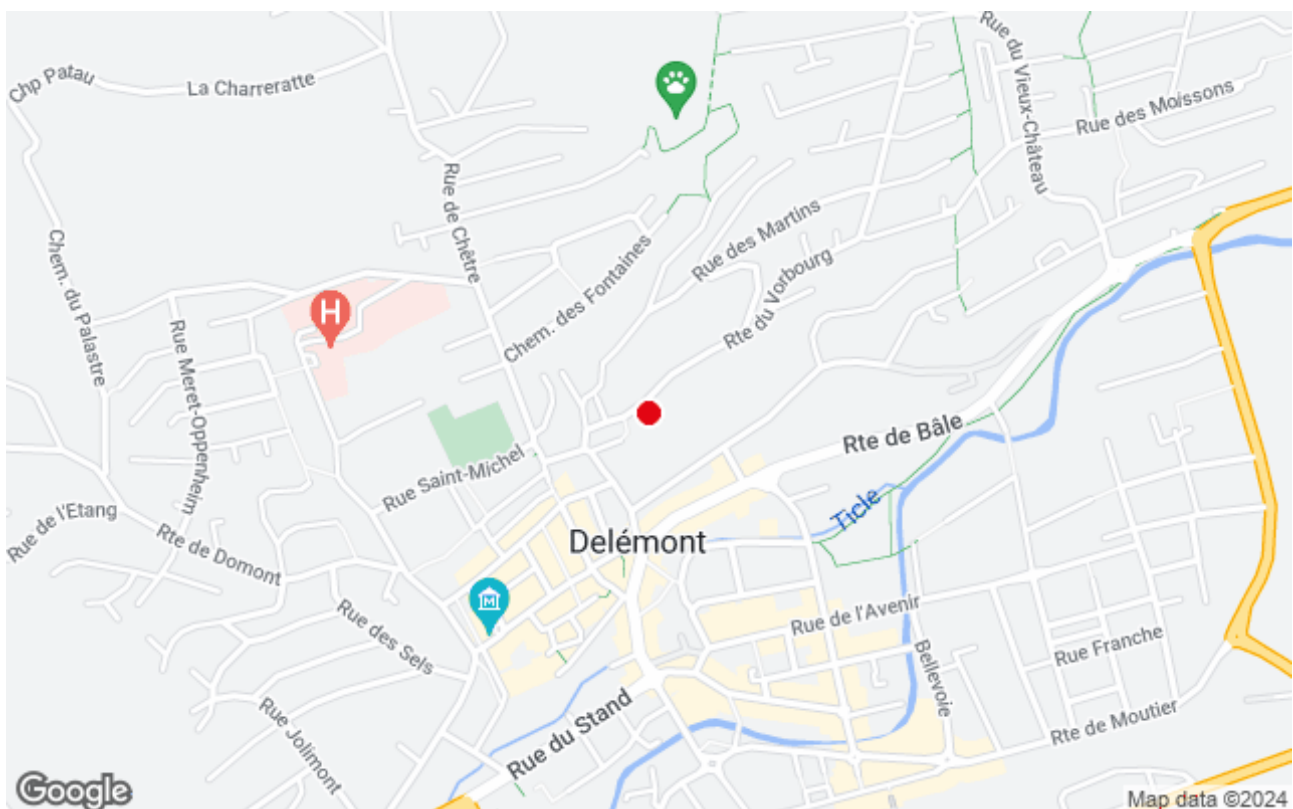 Chp Patau
La Charreratte
Rue du Vieux-Château
Rue des Moissons
Rue de Chêtre
Chem. du Palastre
Rue Meret-Oppenheim
H
Chem. des Fontaines
Rue des Martins
Rte du Vorbourg
Rte de Bâle
Rue Saint-Michel
Rue de l'Etang
Rte de Domont
Ticle
Delémont
M
Rue des Sels
Rue de l'Avenir
Rue Franche
Bellevoie
Rue Jolimont
Rue du Stand
Rte de Moutier
Google
Map data ©2024